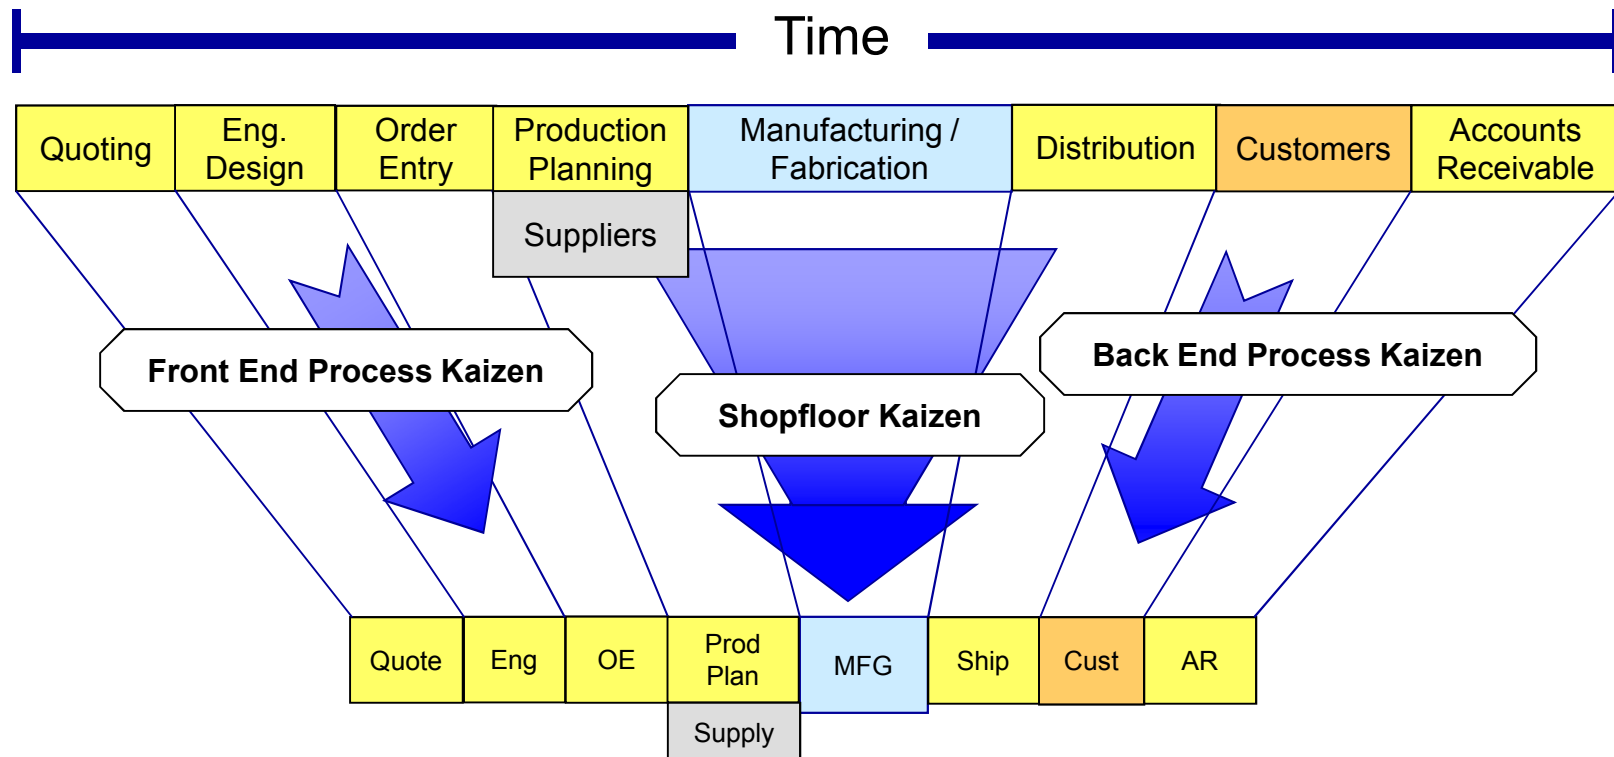 Time
Quoting
Eng.
Design
Order
Entry
Production
Planning
Manufacturing /
Fabrication
Distribution
Customers
Accounts
Receivable
Suppliers
Front End Process Kaizen
Shopfloor Kaizen
Back End Process Kaizen
Quote
Eng
OE
Prod
Plan
MFG
Ship
Cust
AR
Supply